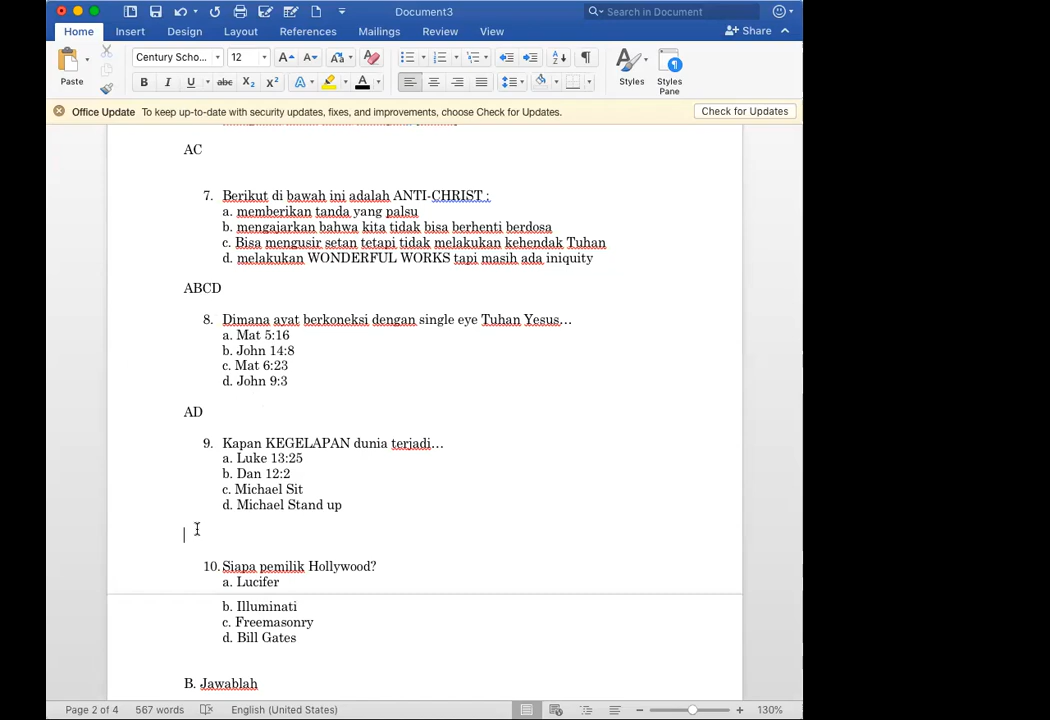 Document3
Search in Document
Home Insert Design Layout References Mailings Review View
Share
Paste
Century Scho... 12
Styles
Styles Pane
Office Update To keep up-to-date with security updates, fixes, and improvements, choose Check for Updates.
Check for Updates
AC
7. Berikut di bawah ini adalah ANTI-CHRIST :
a. memberikan tanda yang palsu
b. mengajarkan bahwa kita tidak bisa berhenti berdosa
c. Bisa mengusir setan tetapi tidak melakukan kehendak Tuhan
d. melakukan WONDERFUL WORKS tapi masih ada iniquity
ABCD
8. Dimana ayat berkoneksi dengan single eye Tuhan Yesus…
a. Mat 5:16
b. John 14:8
c. Mat 6:23
d. John 9:3
AD
9. Kapan KEGELAPAN dunia terjadi…
a. Luke 13:25
b. Dan 12:2
c. Michael Sit
d. Michael Stand up
10. Siapa pemilik Hollywood?
a. Lucifer
b. Illuminati
c. Freemasonry
d. Bill Gates
B. Jawablah
Page 2 of 4 567 words English (United States) 130%